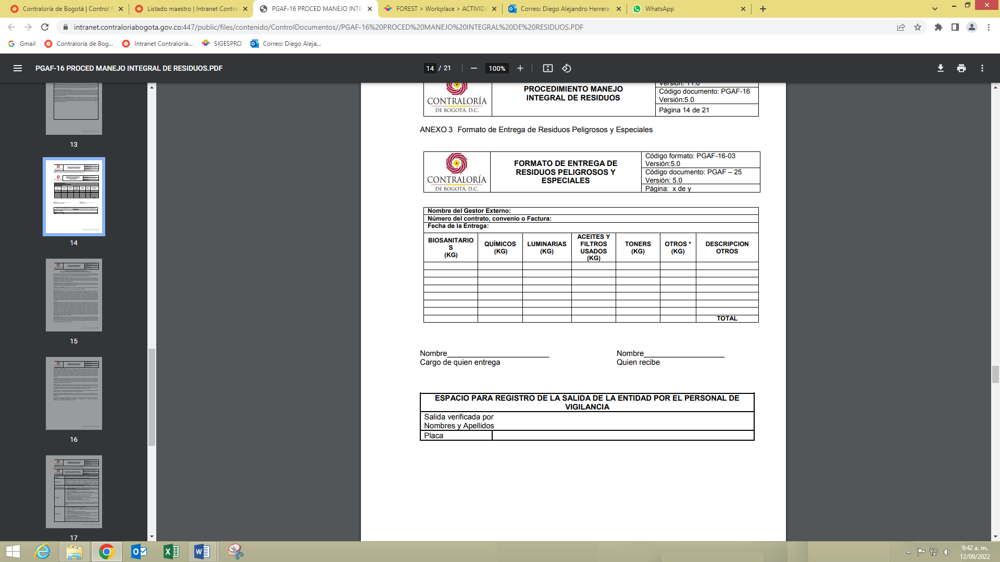 Contraloría de Bogotá | Control f
Listado maestro | Intranet Contra
PGAF-16 PROCED MANEJO INTE
FOREST > Workplace > ACTIVIDA
Correo: Diego Alejandro Herrera
WhatsApp
intranet.contraloriabogota.gov.co:447/public/files/contenido/ControlDocumentos//PGAF-16%20PROCED%20MANEJO%20INTEGRAL%20DE%20RESIDUOS.PDF
Gmail
Contraloría de Bog...
Intranet Contraloría...
SIGESPRO
Correo: Diego Aleja...
PGAF-16 PROCED MANEJO INTEGRAL DE RESIDUOS.PDF
14 / 21
100%
13
14
15
16
17
CONTRALORÍA
DE BOGOTÁ, D.C.
PROCEDIMIENTO MANEJO
INTEGRAL DE RESIDUOS
Versión: 11.0
Código documento: PGAF-16
Versión:5.0
Página 14 de 21
ANEXO 3 Formato de Entrega de Residuos Peligrosos y Especiales
CONTRALORÍA
DE BOGOTÁ, D.C.
FORMATO DE ENTREGA DE
RESIDUOS PELIGROSOS Y
ESPECIALES
Código formato: PGAF-16-03
Versión:5.0
Código documento: PGAF – 25
Versión: 5.0
Página: x de y
Nombre del Gestor Externo:
Número del contrato, convenio o Factura:
Fecha de la Entrega:
BIOSANITARIO
S
(KG)
QUÍMICOS
(KG)
LUMINARIAS
(KG)
ACEITES Y
FILTROS
USADOS
(KG)
TONERS
(KG)
OTROS *
(KG)
DESCRIPCION
OTROS
TOTAL
Nombre________________________
Cargo de quien entrega
Nombre___________________
Quien recibe
ESPACIO PARA REGISTRO DE LA SALIDA DE LA ENTIDAD POR EL PERSONAL DE
VIGILANCIA
Salida verificada por
Nombres y Apellidos
Placa
9:42 a. m.
12/09/2022